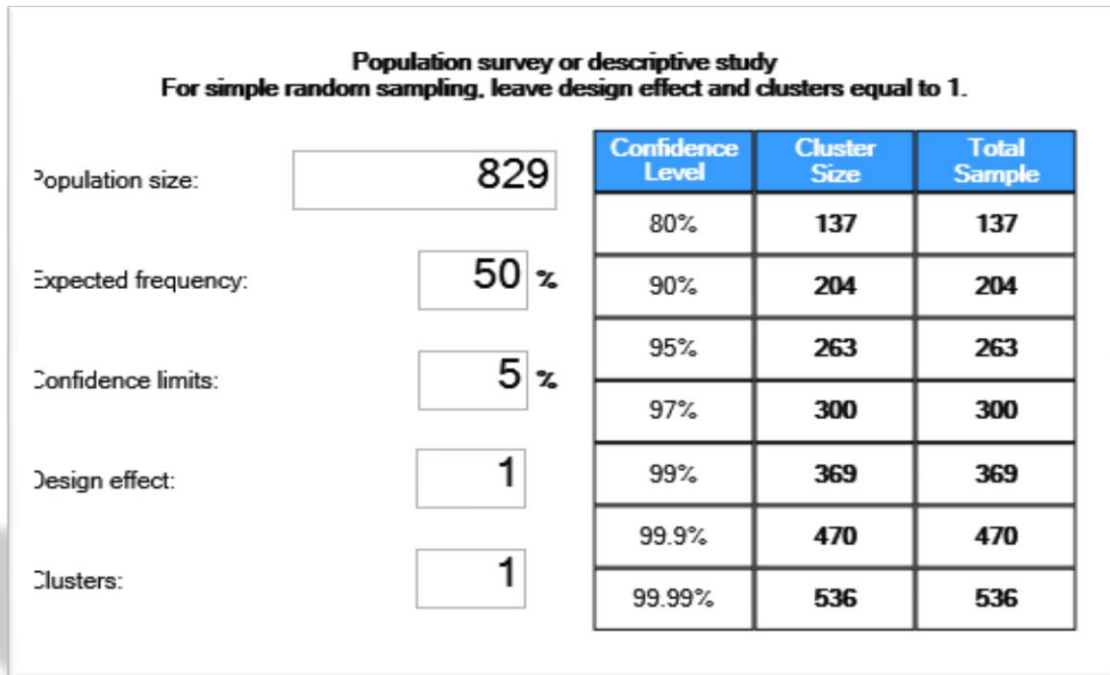 Population survey or descriptive study
For simple random sampling, leave design effect and clusters equal to 1.
Population size: 829
Expected frequency: 50 %
Confidence limits: 5 %
Design effect: 1
Clusters: 1
Confidence Level Cluster Size Total Sample
80% 137 137
90% 204 204
95% 263 263
97% 300 300
99% 369 369
99.9% 470 470
99.99% 536 536